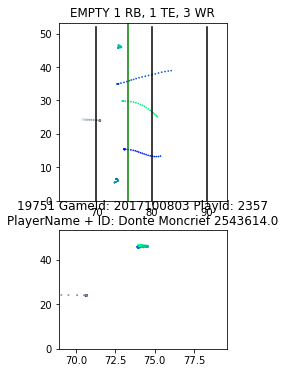 EMPTY 1 RB, 1 TE, 3 WR
50
40
30
20
10
0
70 80 90
19751 GameId: 2017100803 PlayId: 2357
PlayerName + ID: Donte Moncrief 2543614.0
40
20
0
70.0 72.5 75.0 77.5